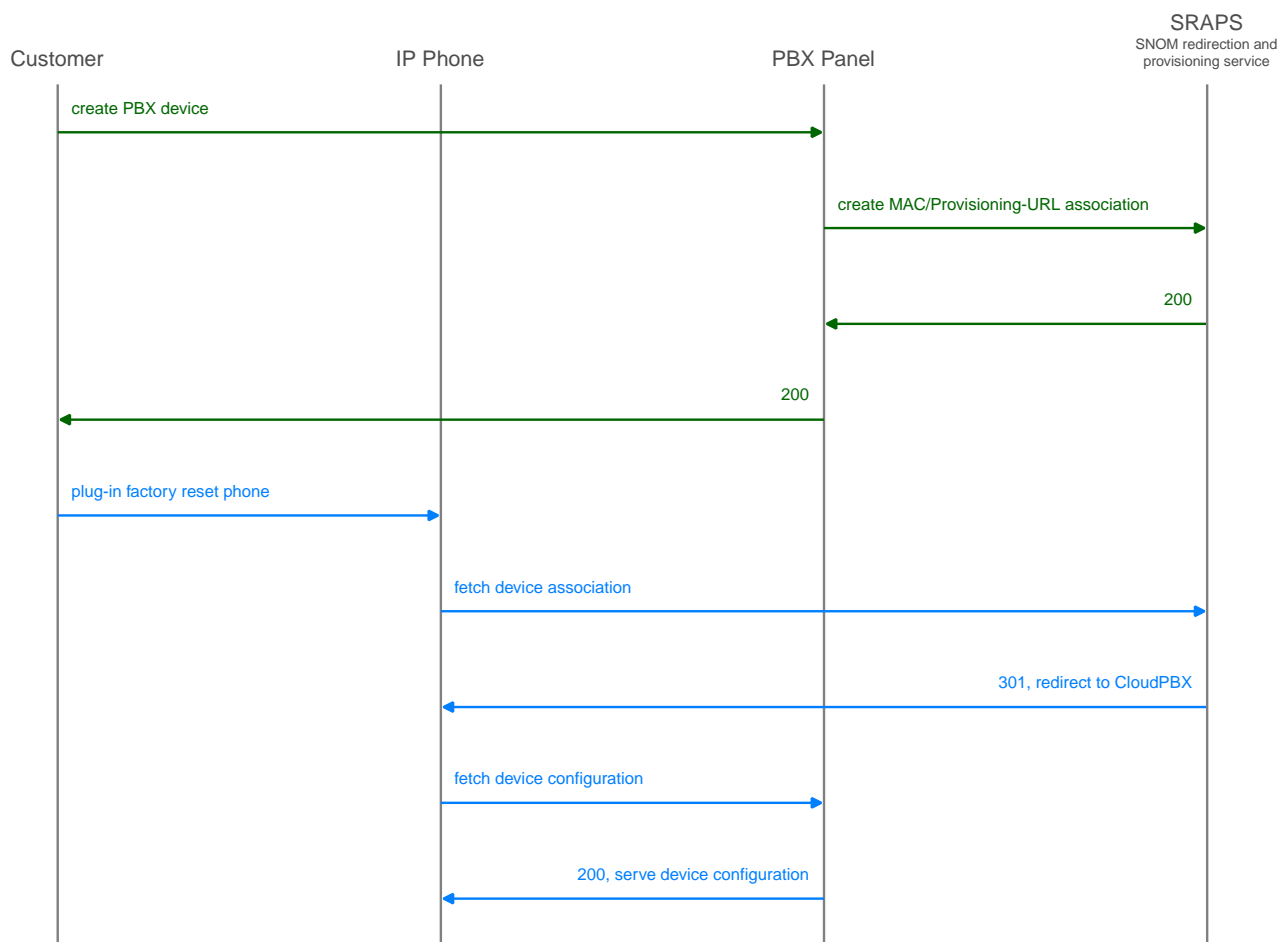 SRAPS
SNOM redirection and
provisioning service
Customer
IP Phone
PBX Panel
create PBX device
create MAC/Provisioning-URL association
200
200
plug-in factory reset phone
fetch device association
301, redirect to CloudPBX
fetch device configuration
200, serve device configuration